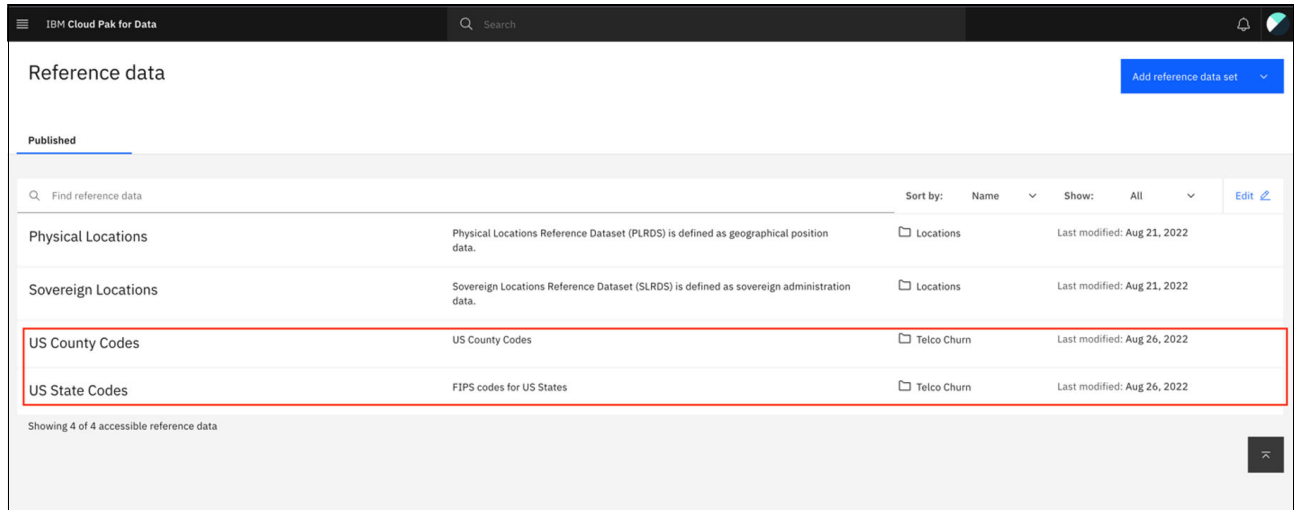 IBM Cloud Pak for Data
Search
Reference data
Add reference data set
Published
Find reference data
Sort by: Name Show: All Edit
Physical Locations
Physical Locations Reference Dataset (PLRDS) is defined as geographical position
data.
Locations
Last modified: Aug 21, 2022
Sovereign Locations
Sovereign Locations Reference Dataset (SLRDS) is defined as sovereign administration
data.
Locations
Last modified: Aug 21, 2022
US County Codes
US County Codes
Telco Churn
Last modified: Aug 26, 2022
US State Codes
FIPS codes for US States
Telco Churn
Last modified: Aug 26, 2022
Showing 4 of 4 accessible reference data